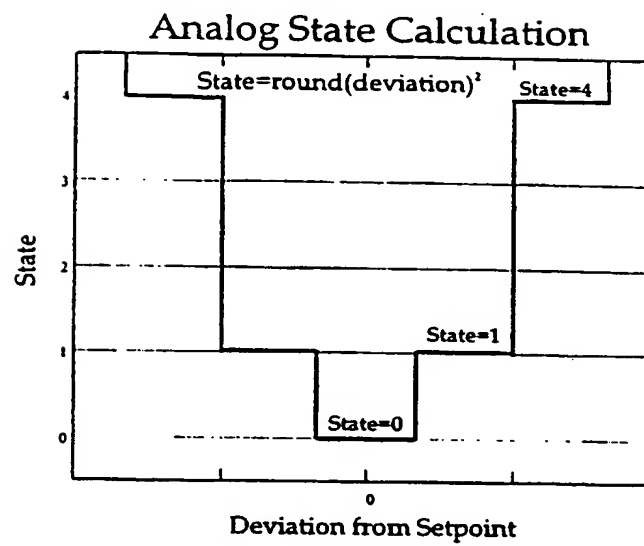 Analog State Calculation
State=round(deviation)²
State=4
4
3
State
2
State=1
1
State=0
0
0
Deviation from Setpoint